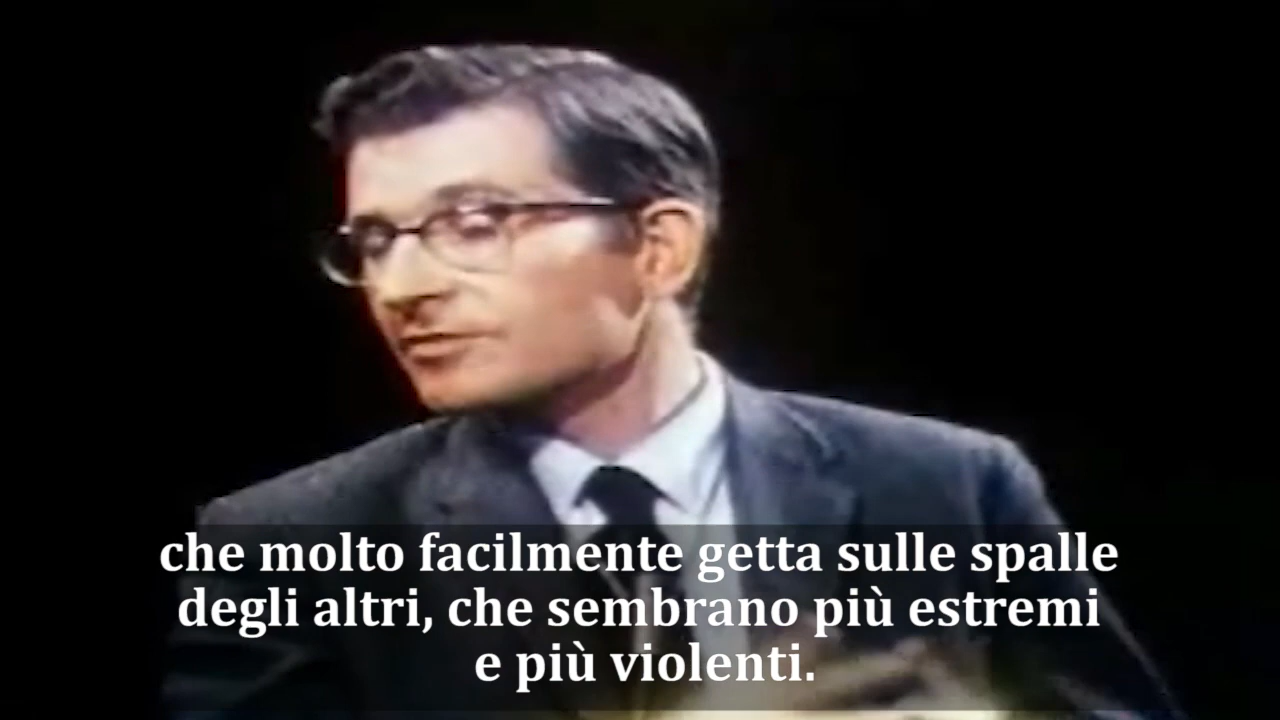 che molto facilmente getta sulle spalle
degli altri, che sembrano più estremi
e più violenti.